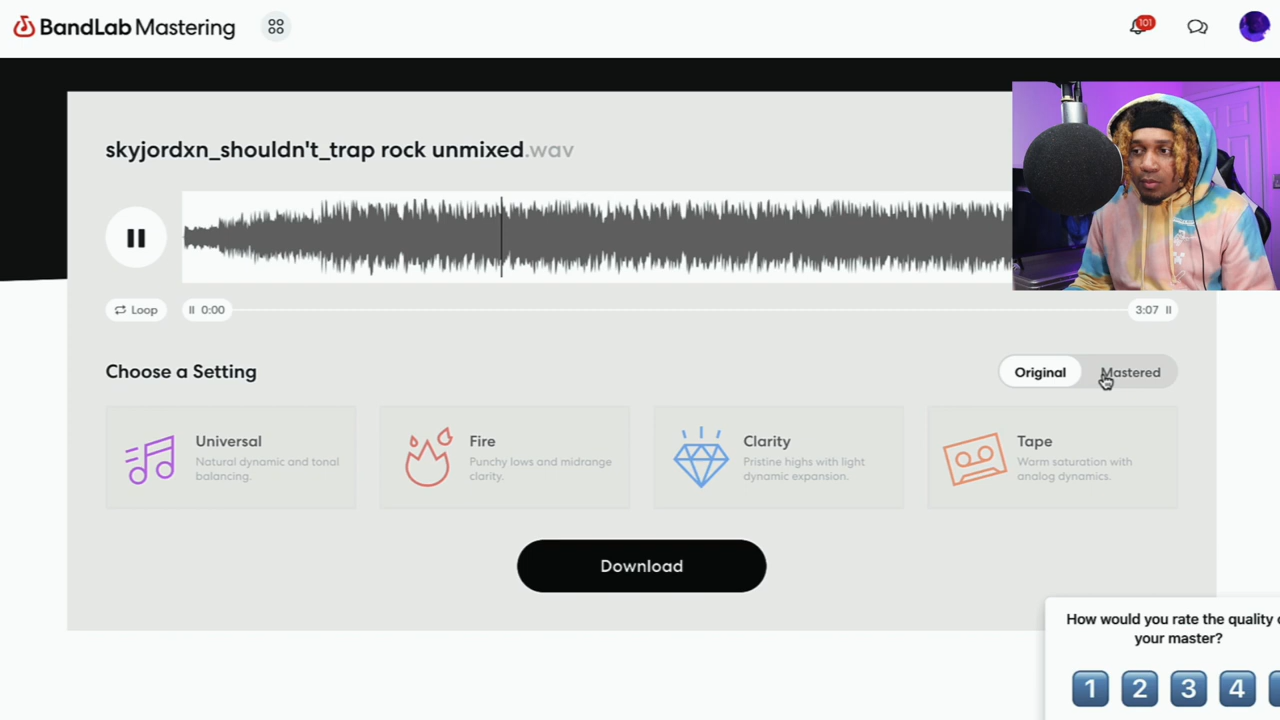 BandLab Mastering
101
skyjordxn_shouldn't_trap rock unmixed.wav
Loop
0:00
3:07
Choose a Setting
Original
Mastered
Universal
Natural dynamic and tonal
balancing.
Fire
Punchy lows and midrange
clarity.
Clarity
Pristine highs with light
dynamic expansion.
Tape
Warm saturation with
analog dynamics.
Download
How would you rate the quality
your master?
1 2 3 4